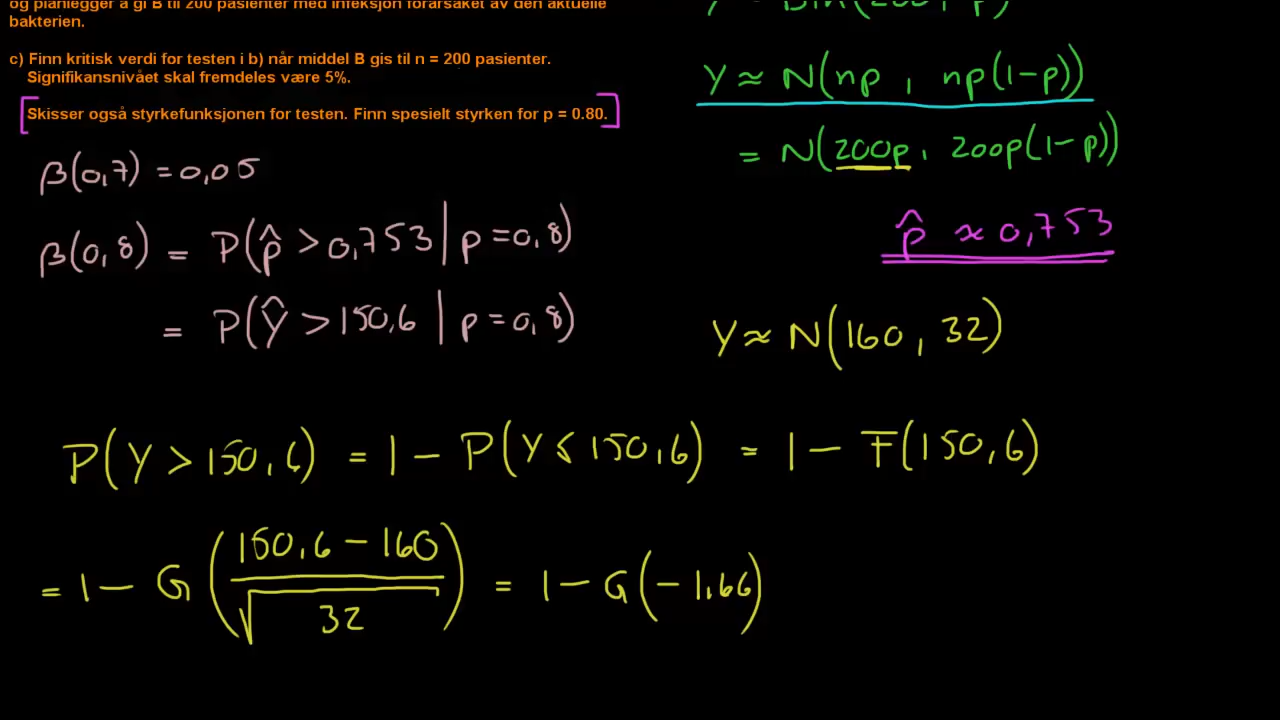 og planlegger å gi B til 200 pasienter med infeksjon forårsaket av den aktuelle
bakterien.
c) Finn kritisk verdi for testen i b) når middel B gis til n = 200 pasienter.
Signifikansnivået skal fremdeles være 5%.
Skisser også styrkefunksjonen for testen. Finn spesielt styrken for p = 0.80.
β(0,7) = 0,05
β(0,8) = P(p̂ > 0,753 | p = 0,8)
= P(Ŷ > 150,6 | p = 0,8)
Y ~ Bin(200, p)
Y ≈ N(np, np(1-p))
= N(200p, 200p(1-p))
p̂ ≈ 0,753
Y ≈ N(160, 32)
P(Y > 150,6) = 1 - P(Y ≤ 150,6) = 1 - F(150,6)
= 1 - G((150,6 - 160)/√32) = 1 - G(-1,66)